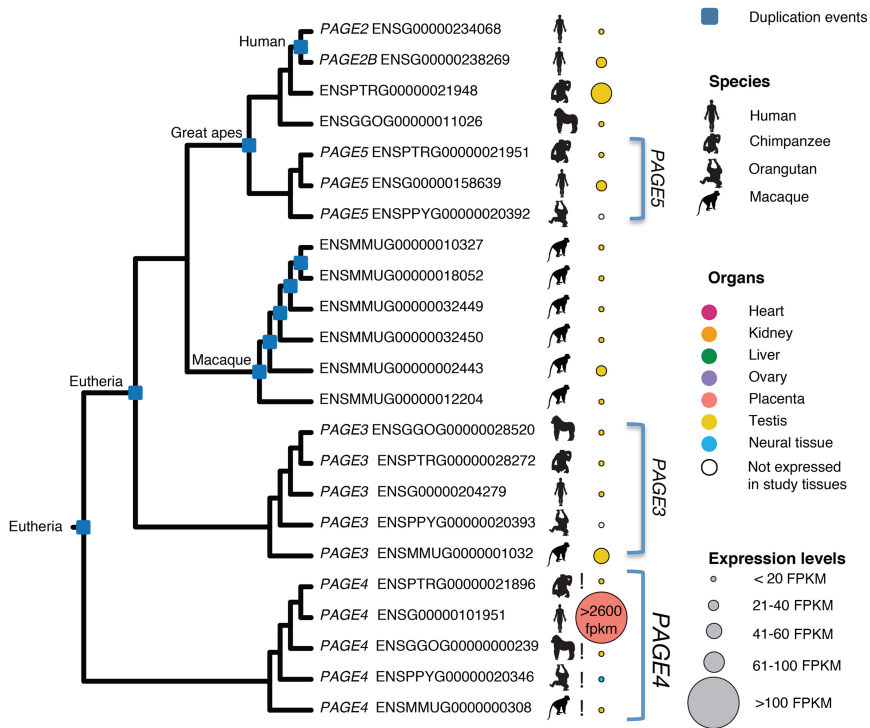 PAGE2 ENSG00000234068
Human
PAGE2B ENSG00000238269
ENSPTRG00000021948
ENSGGOG00000011026
Great apes
PAGE5 ENSPTRG00000021951
PAGE5 ENSG00000158639
PAGE5 ENSPPYG00000020392
PAGE5
ENSMMUG00000010327
ENSMMUG00000018052
ENSMMUG00000032449
ENSMMUG00000032450
Macaque
ENSMMUG00000002443
ENSMMUG00000012204
Eutheria
PAGE3 ENSGGOG00000028520
PAGE3 ENSPTRG00000028272
PAGE3 ENSG00000204279
PAGE3 ENSPPYG00000020393
PAGE3 ENSMMUG0000001032
PAGE3
Eutheria
PAGE4 ENSPTRG00000021896 !
PAGE4 ENSG00000101951
>2600
fpkm
PAGE4 ENSGGOG00000000239 !
PAGE4 ENSPPYG00000020346 !
PAGE4 ENSMMUG0000000308 !
PAGE4
Duplication events
Species
Human
Chimpanzee
Orangutan
Macaque
Organs
Heart
Kidney
Liver
Ovary
Placenta
Testis
Neural tissue
Not expressed
in study tissues
Expression levels
< 20 FPKM
21-40 FPKM
41-60 FPKM
61-100 FPKM
>100 FPKM